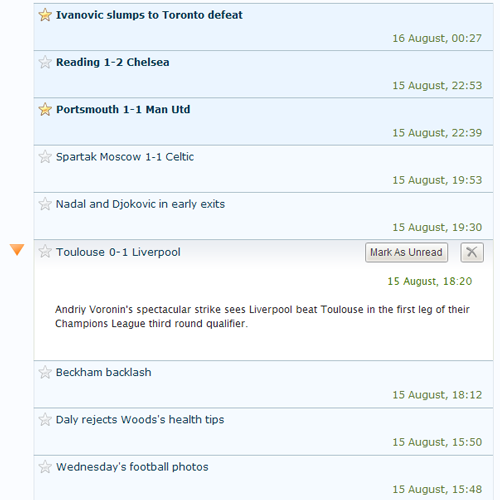 Ivanovic slumps to Toronto defeat
16 August, 00:27
Reading 1-2 Chelsea
15 August, 22:53
Portsmouth 1-1 Man Utd
15 August, 22:39
Spartak Moscow 1-1 Celtic
15 August, 19:53
Nadal and Djokovic in early exits
15 August, 19:30
Toulouse 0-1 Liverpool
Mark As Unread
15 August, 18:20
Andriy Voronin's spectacular strike sees Liverpool beat Toulouse in the first leg of their
Champions League third round qualifier.
Beckham backlash
15 August, 18:12
Daly rejects Woods's health tips
15 August, 15:50
Wednesday's football photos
15 August, 15:48